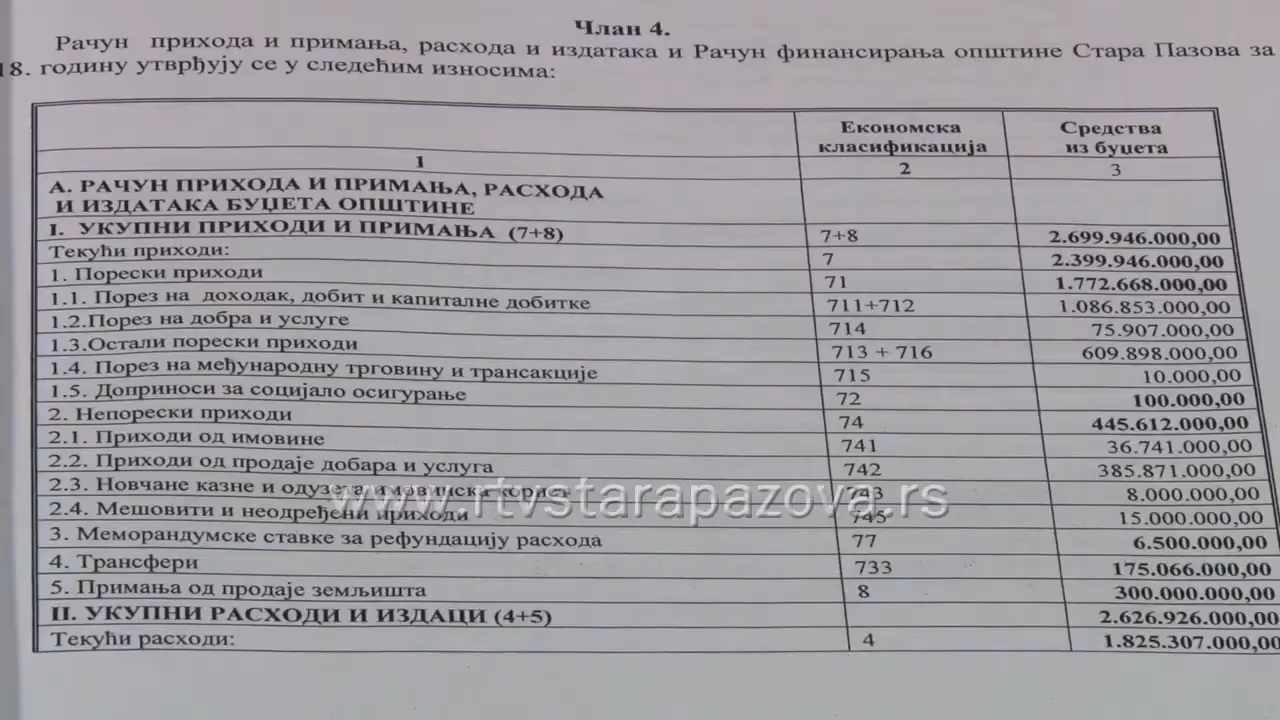 Члан 4.
Рачун прихода и примања, расхода и издатака и Рачун финансирања општине Стара Пазова за
18. годину утврђују се у следећим износима:
Економска класификација Средства из буџета
1 2 3
А. РАЧУН ПРИХОДА И ПРИМАЊА, РАСХОДА
И ИЗДАТАКА БУЏЕТА ОПШТИНЕ
I. УКУПНИ ПРИХОДИ И ПРИМАЊА (7+8) 7+8 2.699.946.000,00
Текући приходи: 7 2.399.946.000,00
1. Порески приходи 71 1.772.668.000,00
1.1. Порез на доходак, добит и капиталне добитке 711+712 1.086.853.000,00
1.2.Порез на добра и услуге 714 75.907.000,00
1.3.Остали порески приходи 713 + 716 609.898.000,00
1.4. Порез на међународну трговину и трансакције 715 10.000,00
1.5. Доприноси за социјало осигурање 72 100.000,00
2. Непорески приходи 74 445.612.000,00
2.1. Приходи од имовине 741 36.741.000,00
2.2. Приходи од продаје добара и услуга 742 385.871.000,00
2.3. Новчане казне и одузета имовинска корист 743 8.000.000,00
www.rtvstarapazova.rs
2.4. Мешовити и неодређени приходи 745 15.000.000,00
3. Меморандумске ставке за рефундацију расхода 77 6.500.000,00
4. Трансфери 733 175.066.000,00
5. Примања од продаје земљишта 8 300.000.000,00
II. УКУПНИ РАСХОДИ И ИЗДАЦИ (4+5) 2.626.926.000,00
Текући расходи: 4 1.825.307.000,00